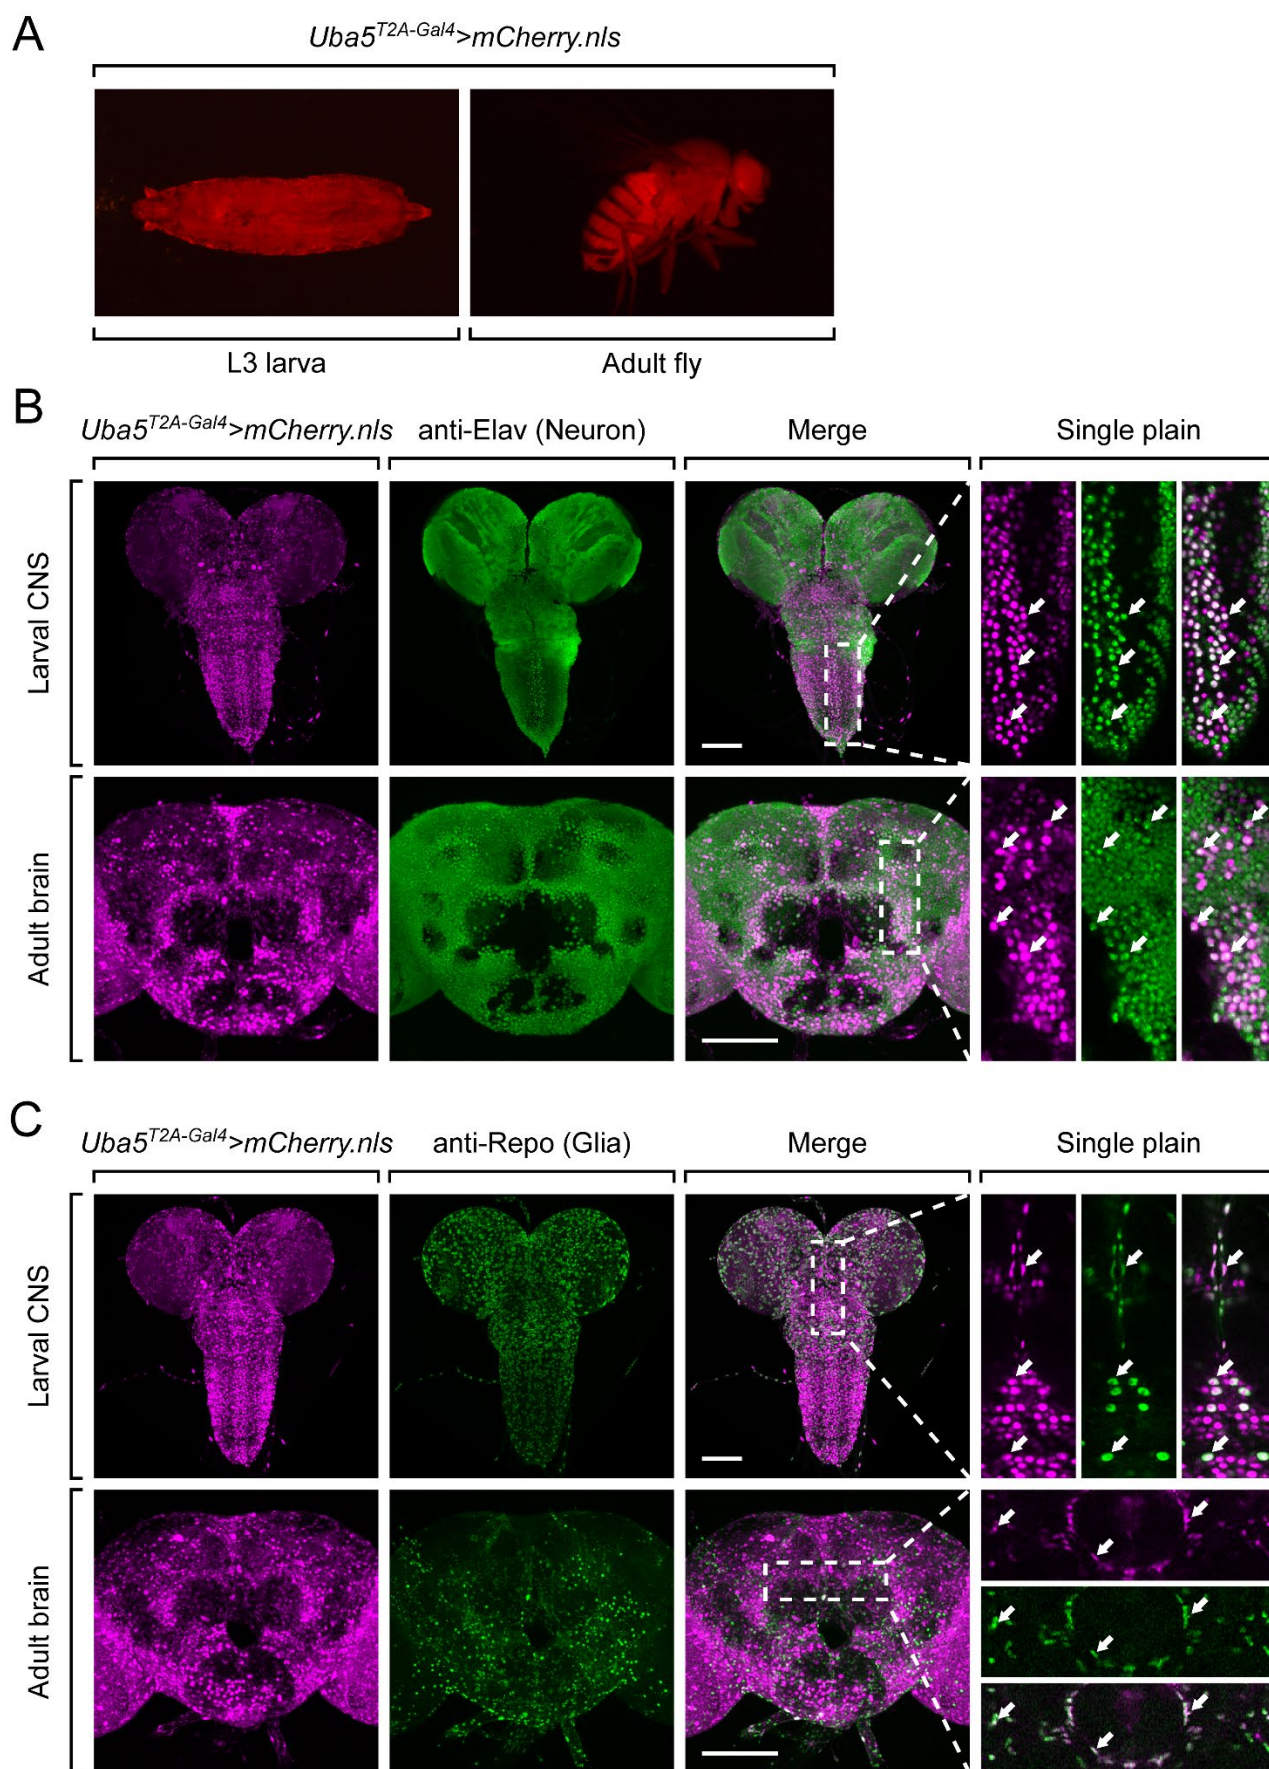 A
Uba5T2A-Gal4>mCherry.nls
L3 larva
Adult fly
B
Uba5T2A-Gal4>mCherry.nls
anti-Elav (Neuron)
Merge
Single plain
Larval CNS
Adult brain
C
Uba5T2A-Gal4>mCherry.nls
anti-Repo (Glia)
Merge
Single plain
Larval CNS
Adult brain